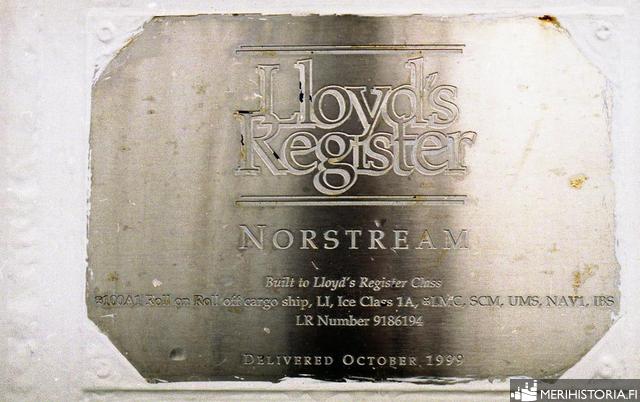 Lloyd's
Register
NORSTREAM
Built to Lloyd's Register Class
✠100A1 Roll on Roll off cargo ship, LI, Ice Class 1A, ✠LMC, SCM, UMS, NAV1, IBS
LR Number 9186194
DELIVERED OCTOBER 1999
MERIHISTORIA.FI